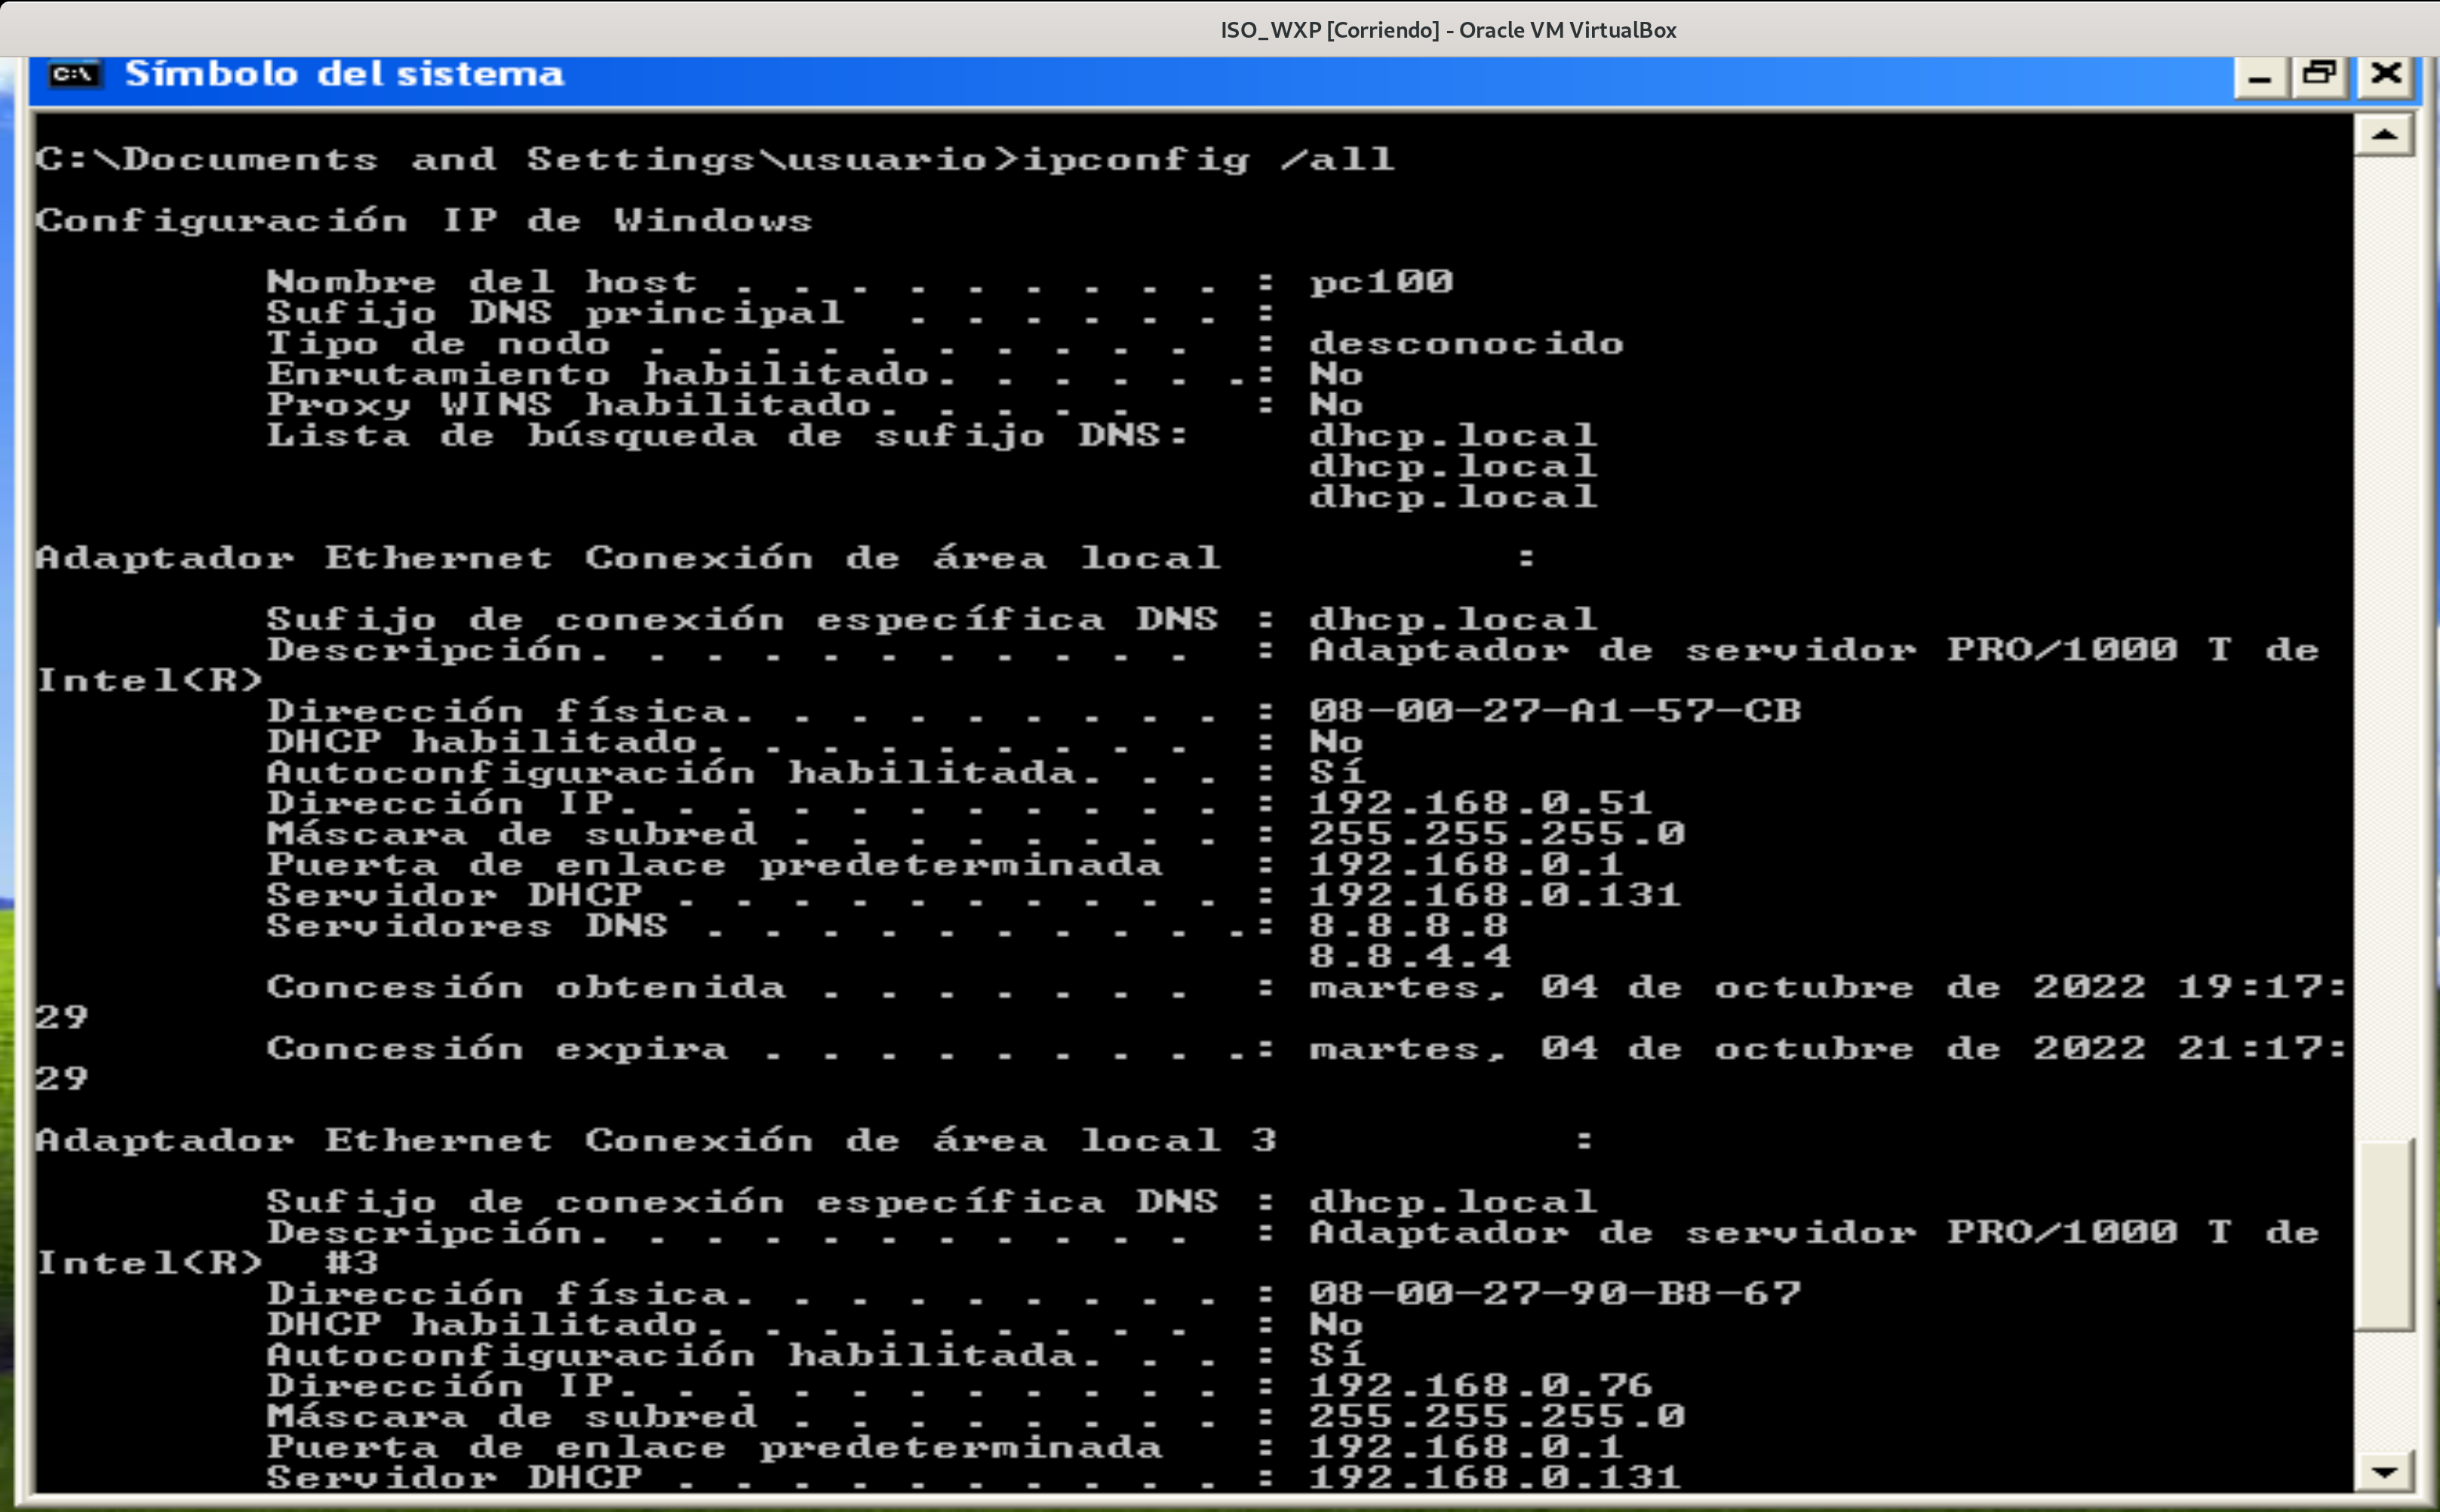 ISO_WXP [Corriendo] - Oracle VM VirtualBox
C:\ Símbolo del sistema
C:\Documents and Settings\usuario>ipconfig /all
Configuración IP de Windows
Nombre del host . . . . . . . . . : pc100
Sufijo DNS principal . . . . . . :
Tipo de nodo . . . . . . . . . . : desconocido
Enrutamiento habilitado. . . . . .: No
Proxy WINS habilitado. . . . . : No
Lista de búsqueda de sufijo DNS: dhcp.local
dhcp.local
dhcp.local
Adaptador Ethernet Conexión de área local :
Sufijo de conexión específica DNS : dhcp.local
Descripción. . . . . . . . . . . : Adaptador de servidor PRO/1000 T de
Intel(R)
Dirección física. . . . . . . . . : 08-00-27-A1-57-CB
DHCP habilitado. . . . . . . . . : No
Autoconfiguración habilitada. . . : Sí
Dirección IP. . . . . . . . . . . : 192.168.0.51
Máscara de subred . . . . . . . . : 255.255.255.0
Puerta de enlace predeterminada : 192.168.0.1
Servidor DHCP . . . . . . . . . . : 192.168.0.131
Servidores DNS . . . . . . . . . .: 8.8.8.8
8.8.4.4
Concesión obtenida . . . . . . . : martes, 04 de octubre de 2022 19:17:
29
Concesión expira . . . . . . . . .: martes, 04 de octubre de 2022 21:17:
29
Adaptador Ethernet Conexión de área local 3 :
Sufijo de conexión específica DNS : dhcp.local
Descripción. . . . . . . . . . . : Adaptador de servidor PRO/1000 T de
Intel(R) #3
Dirección física. . . . . . . . . : 08-00-27-90-B8-67
DHCP habilitado. . . . . . . . . : No
Autoconfiguración habilitada. . . : Sí
Dirección IP. . . . . . . . . . . : 192.168.0.76
Máscara de subred . . . . . . . . : 255.255.255.0
Puerta de enlace predeterminada : 192.168.0.1
Servidor DHCP . . . . . . . . . . : 192.168.0.131